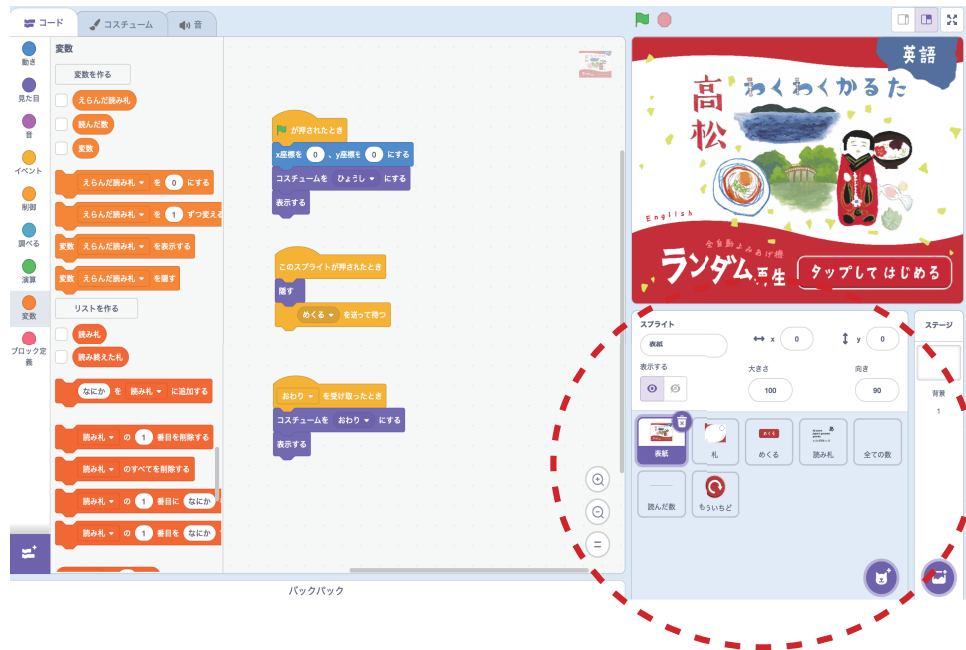 コード
コスチューム
音
動き
見た目
音
イベント
制御
調べる
演算
変数
ブロック定
義
変数
変数を作る
えらんだ読み札
読んだ数
変数
えらんだ読み札 を 0 にする
えらんだ読み札 を 1 ずつ変える
変数 えらんだ読み札 を表示する
変数 えらんだ読み札 を隠す
リストを作る
読み札
読み終えた札
なにか を 読み札 に追加する
読み札 の 1 番目を削除する
読み札 のすべてを削除する
読み札 の 1 番目に なにか
読み札 の 1 番目を なにか
が押されたとき
x座標を 0 、y座標を 0 にする
コスチュームを ひょうし にする
表示する
このスプライトが押されたとき
隠す
めくる を送って待つ
おわり を受け取ったとき
コスチュームを おわり にする
表示する
バックパック
英語
高松
わくわくかるた
English
全自動よみあげ機
ランダム再生
タップしてはじめる
スプライト
表紙
x 0
y 0
表示する
大きさ
100
向き
90
表紙
札
めくる
めくる
読み札
全ての数
読んだ数
もういちど
ステージ
背景
1